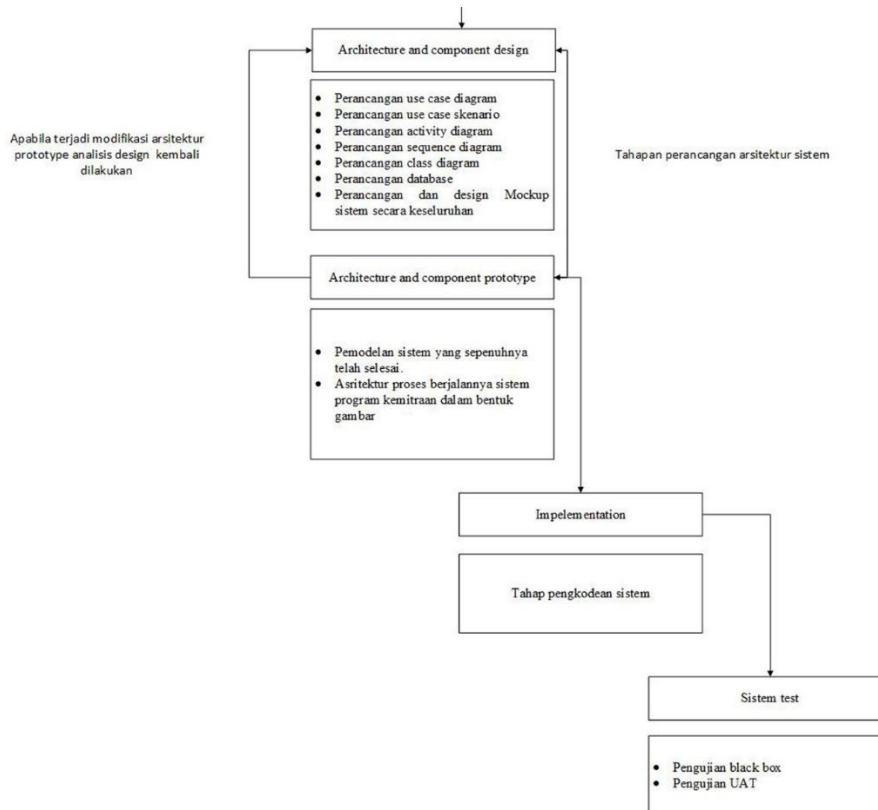 Architecture and component design
• Perancangan use case diagram
• Perancangan use case skenario
• Perancangan activity diagram
• Perancangan sequence diagram
• Perancangan class diagram
• Perancangan database
• Perancangan dan design Mockup
sistem secara keseluruhan
Apabila terjadi modifikasi arsitektur
prototype analisis design kembali
dilakukan
Tahapan perancangan arsitektur sistem
Architecture and component prototype
• Pemodelan sistem yang sepenuhnya
telah selesai.
• Asritektur proses berjalannya sistem
program kemitraan dalam bentuk
gambar
Impelementation
Tahap pengkodean sistem
Sistem test
• Pengujian black box
• Pengujian UAT